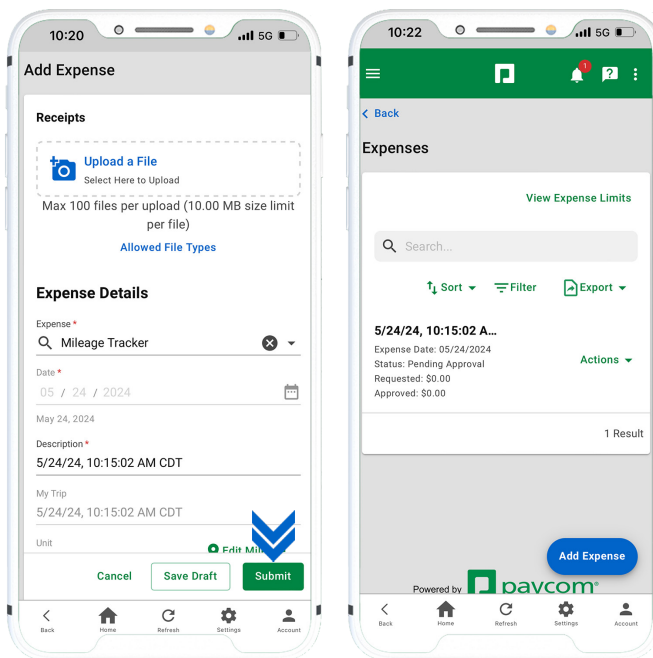 10:20
5G
Add Expense
Receipts
Upload a File
Select Here to Upload
Max 100 files per upload (10.00 MB size limit
per file)
Allowed File Types
Expense Details
Expense *
Mileage Tracker
Date *
05 / 24 / 2024
May 24, 2024
Description *
5/24/24, 10:15:02 AM CDT
My Trip
5/24/24, 10:15:02 AM CDT
Unit
Edit
Cancel Save Draft Submit
Back Home Refresh Settings Account
10:22
5G
1
?
Back
Expenses
View Expense Limits
Search...
Sort Filter Export
5/24/24, 10:15:02 A...
Expense Date: 05/24/2024
Status: Pending Approval
Requested: $0.00
Approved: $0.00
Actions
1 Result
Add Expense
Powered by paycom
Back Home Refresh Settings Account